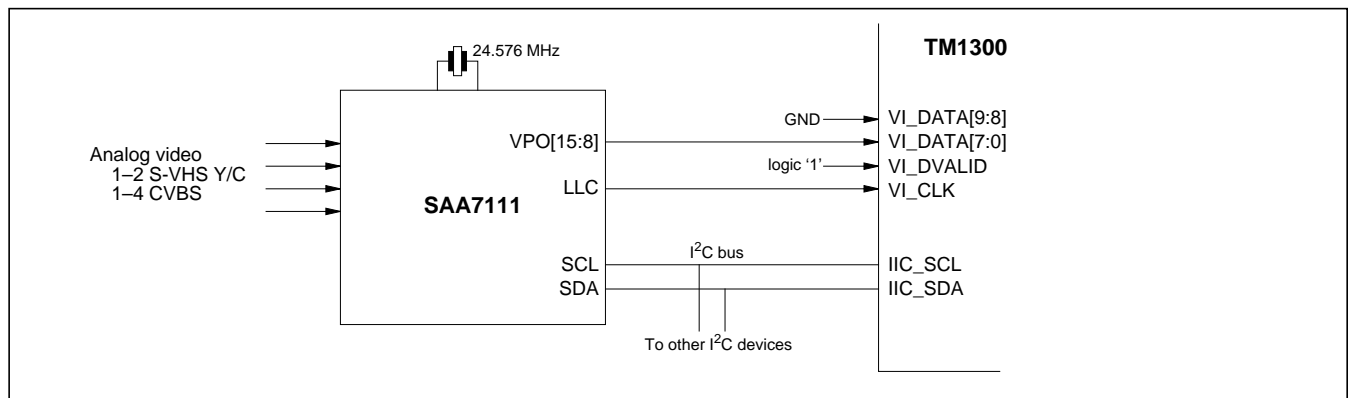 24.576 MHz
TM1300
Analog video
1–2 S-VHS Y/C
1–4 CVBS
SAA7111
VPO[15:8]
LLC
SCL
SDA
GND
logic ‘1’
I²C bus
To other I²C devices
VI_DATA[9:8]
VI_DATA[7:0]
VI_DVALID
VI_CLK
IIC_SCL
IIC_SDA